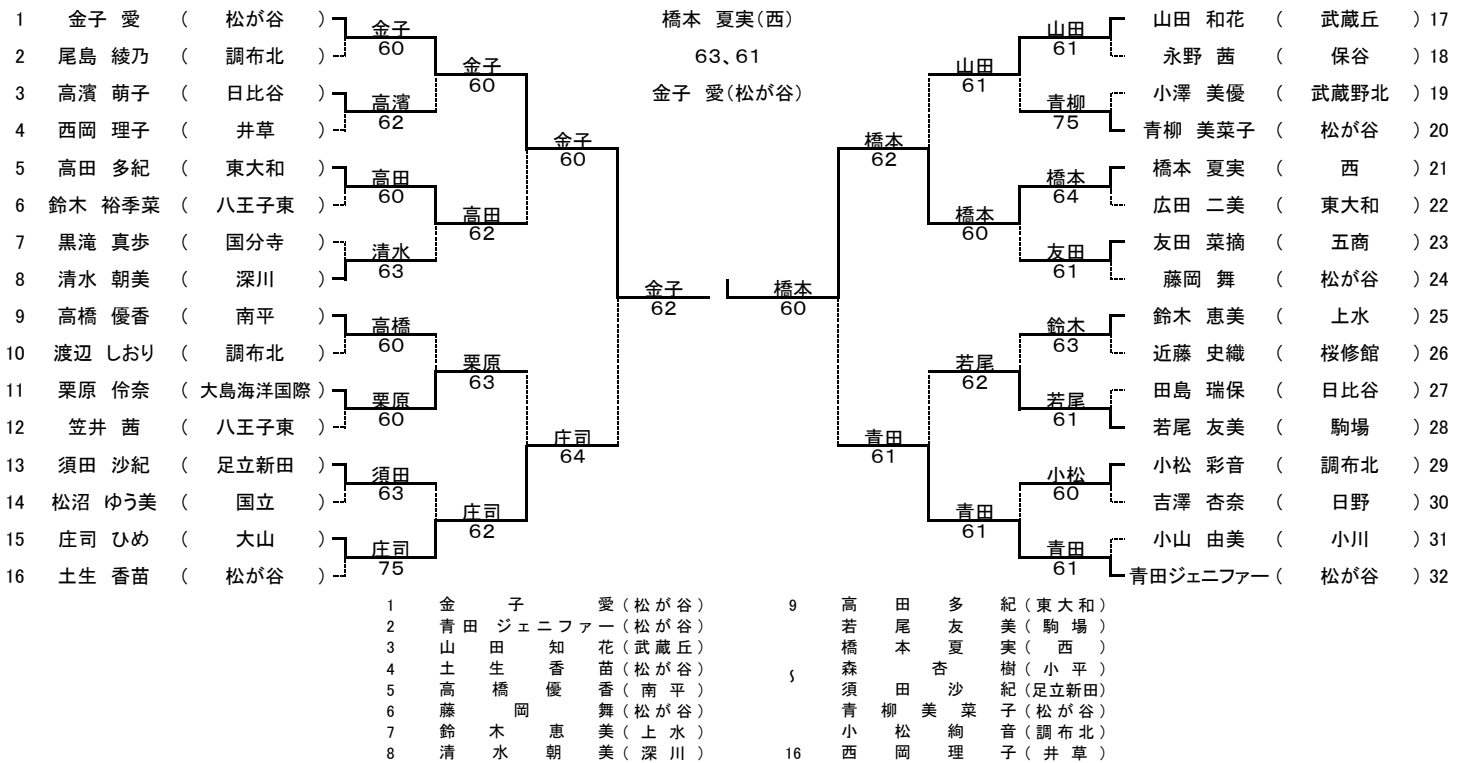 橋本 夏実(西)
63、61
金子 愛(松が谷)
1 金子 愛 ( 松が谷 )
2 尾島 綾乃 ( 調布北 )
3 高濱 萌子 ( 日比谷 )
4 西岡 理子 ( 井草 )
5 高田 多紀 ( 東大和 )
6 鈴木 裕季菜 ( 八王子東 )
7 黒滝 真歩 ( 国分寺 )
8 清水 朝美 ( 深川 )
9 高橋 優香 ( 南平 )
10 渡辺 しおり ( 調布北 )
11 栗原 伶奈 ( 大島海洋国際 )
12 笠井 茜 ( 八王子東 )
13 須田 沙紀 ( 足立新田 )
14 松沼 ゆう美 ( 国立 )
15 庄司 ひめ ( 大山 )
16 土生 香苗 ( 松が谷 )
金子
60
高濱
62
高田
60
清水
63
高橋
60
栗原
60
須田
63
庄司
75
金子
60
高田
62
栗原
63
庄司
62
金子
60
庄司
64
金子
62
橋本
60
橋本
62
青田
61
山田
61
橋本
60
若尾
62
青田
61
山田
61
青柳
75
橋本
64
友田
61
鈴木
63
若尾
61
小松
60
青田
61
山田 和花 ( 武蔵丘 ) 17
永野 茜 ( 保谷 ) 18
小澤 美優 ( 武蔵野北 ) 19
青柳 美菜子 ( 松が谷 ) 20
橋本 夏実 ( 西 ) 21
広田 二美 ( 東大和 ) 22
友田 菜摘 ( 五商 ) 23
藤岡 舞 ( 松が谷 ) 24
鈴木 恵美 ( 上水 ) 25
近藤 史織 ( 桜修館 ) 26
田島 瑞保 ( 日比谷 ) 27
若尾 友美 ( 駒場 ) 28
小松 彩音 ( 調布北 ) 29
吉澤 杏奈 ( 日野 ) 30
小山 由美 ( 小川 ) 31
青田ジェニファー ( 松が谷 ) 32
1 金子 愛(松が谷)
2 青田 ジェニファー(松が谷)
3 山田知花(武蔵丘)
4 土生香苗(松が谷)
5 高橋優香(南平)
6 藤岡舞(松が谷)
7 鈴木恵美(上水)
8 清水朝美(深川)
9 高田多紀(東大和)
若尾友美(駒場)
橋本夏実(西)
~ 森杏樹(小平)
須田沙紀(足立新田)
青柳美菜子(松が谷)
小松絢音(調布北)
16 西岡理子(井草)